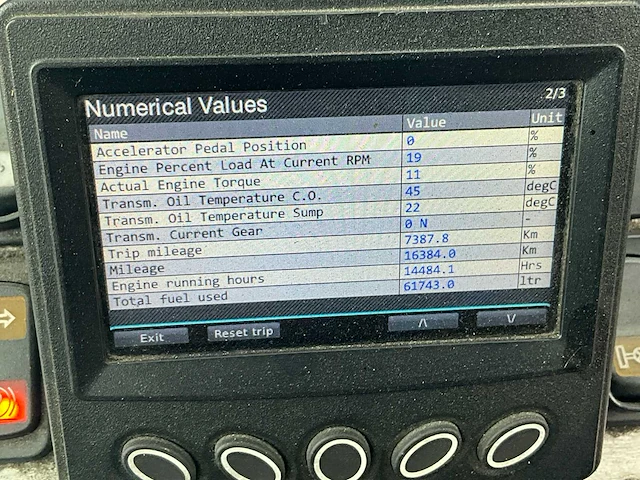 Numerical Values 2/3
Name Value Unit
Accelerator Pedal Position 0 %
Engine Percent Load At Current RPM 19 %
Actual Engine Torque 11 %
Transm. Oil Temperature C.O. 45 degC
Transm. Oil Temperature Sump 22 degC
Transm. Current Gear 0 N -
Trip mileage 7387.8 Km
Mileage 16384.0 Km
Engine running hours 14484.1 Hrs
Total fuel used 61743.0 ltr
Exit Reset trip /\ \/